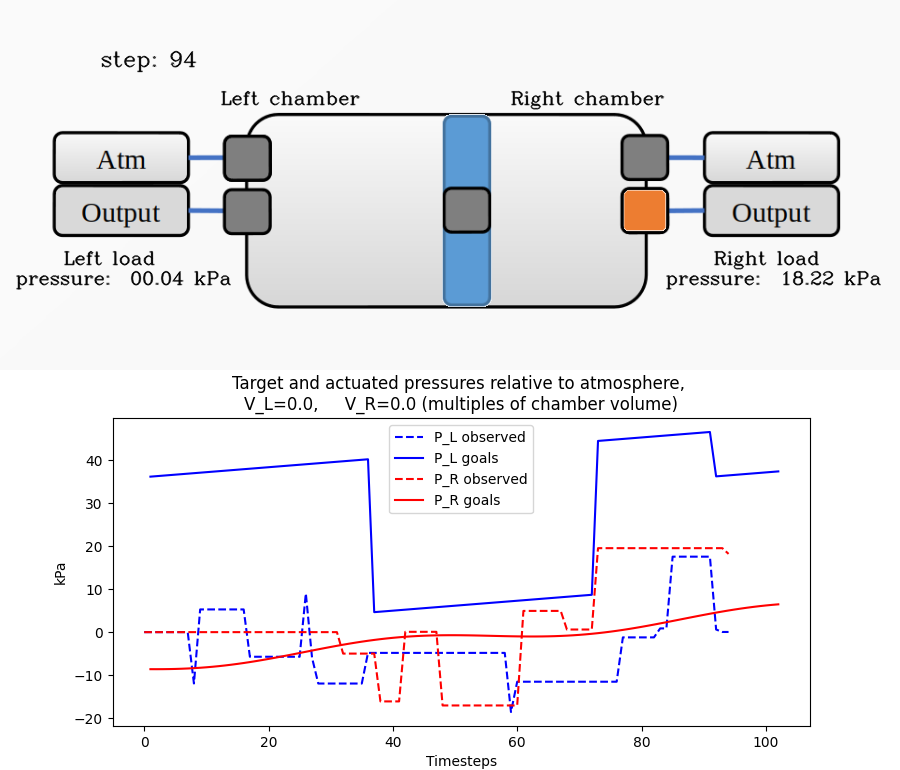 step: 94
Left chamber
Right chamber
Atm
Atm
Output
Output
Left load
pressure: 00.04 kPa
Right load
pressure: 18.22 kPa
Target and actuated pressures relative to atmosphere,
V_L=0.0, V_R=0.0 (multiples of chamber volume)
P_L observed
P_L goals
P_R observed
P_R goals
kPa
40
30
20
10
0
−10
−20
0
20
40
60
80
100
Timesteps